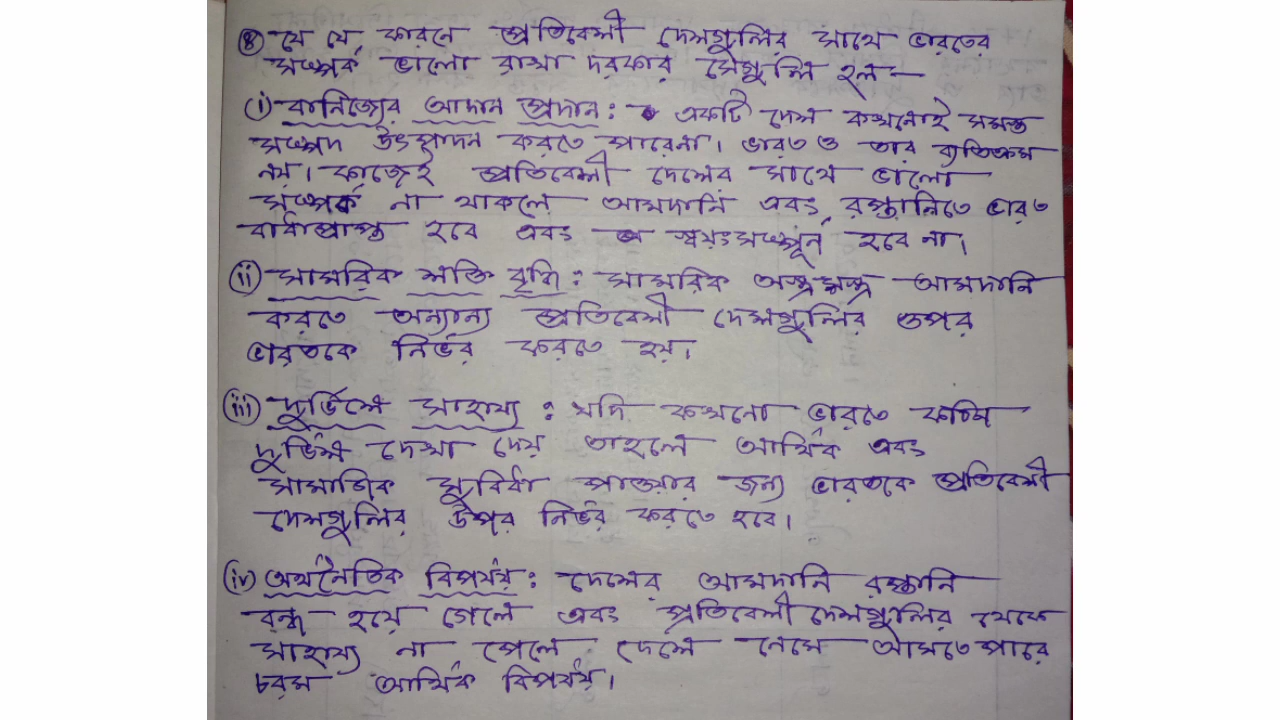 ৪ যে যে কারনে প্রতিবেশী দেশগুলির সাথে ভারতের
সম্পর্ক ভালো রাখা দরকার সেগুলি হল —
(i) বানিজ্যের আদান প্রদান : একটি দেশ কখনোই সমস্ত
সম্পদ উৎপাদন করতে পারেনা। ভারত ও তার ব্যতিক্রম
নয়। কাজেই প্রতিবেশী দেশের সাথে ভালো
সম্পর্ক না থাকলে আমদানি এবং রপ্তানিতে ভারত
বাধাপ্রাপ্ত হবে এবং স্বয়ংসম্পূর্ন হবে না।
(ii) সামরিক শক্তি বৃদ্ধি : সামরিক অস্ত্রশস্ত্র আমদানি
করতে অন্যান্য প্রতিবেশী দেশগুলির ওপর
ভারতকে নির্ভর করতে হয়।
(iii) দুর্ভিক্ষে সাহায্য : যদি কখনো ভারতে কঠিন
দুর্ভিক্ষ দেখা দেয় তাহলে আর্থিক এবং
সামাজিক সুবিধা পাওয়ার জন্য ভারতকে প্রতিবেশী
দেশগুলির উপর নির্ভর করতে হবে।
(iv) অর্থনৈতিক বিপর্যয় : দেশের আমদানি রপ্তানি
বন্ধ হয়ে গেলে এবং প্রতিবেশী দেশগুলির থেকে
সাহায্য না পেলে দেশে নেমে আসতে পারে
চরম আর্থিক বিপর্যয়।